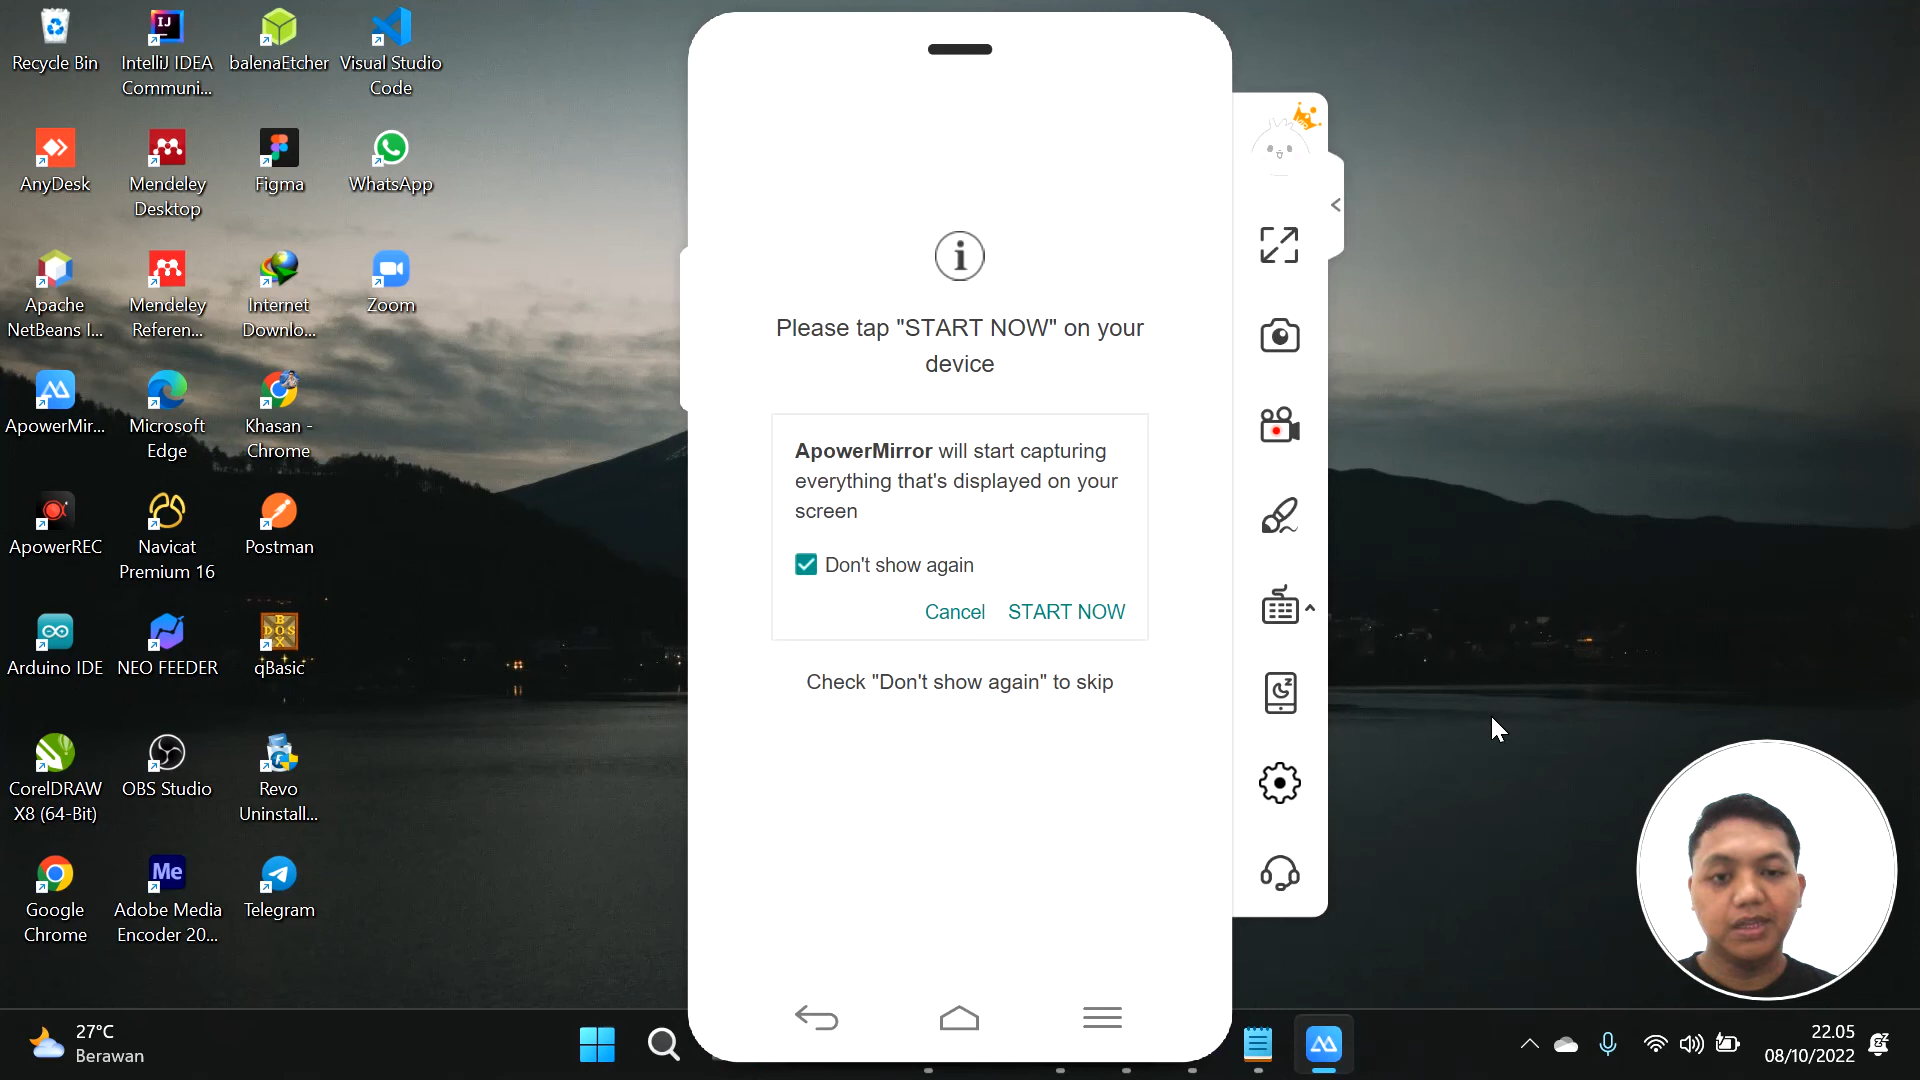 Recycle Bin
IntelliJ IDEA
Communi...
balenaEtcher
Visual Studio
Code
AnyDesk
Mendeley
Desktop
Figma
WhatsApp
Apache
NetBeans I...
Mendeley
Referen...
Internet
Downlo...
Zoom
ApowerMir...
Microsoft
Edge
Khasan -
Chrome
ApowerREC
Navicat
Premium 16
Postman
Arduino IDE
NEO FEEDER
qBasic
CorelDRAW
X8 (64-Bit)
OBS Studio
Revo
Uninstall...
Google
Chrome
Adobe Media
Encoder 20...
Telegram
Please tap "START NOW" on your
device
ApowerMirror will start capturing
everything that's displayed on your
screen
Don't show again
Cancel START NOW
Check "Don't show again" to skip
27°C
Berawan
22.05
08/10/2022